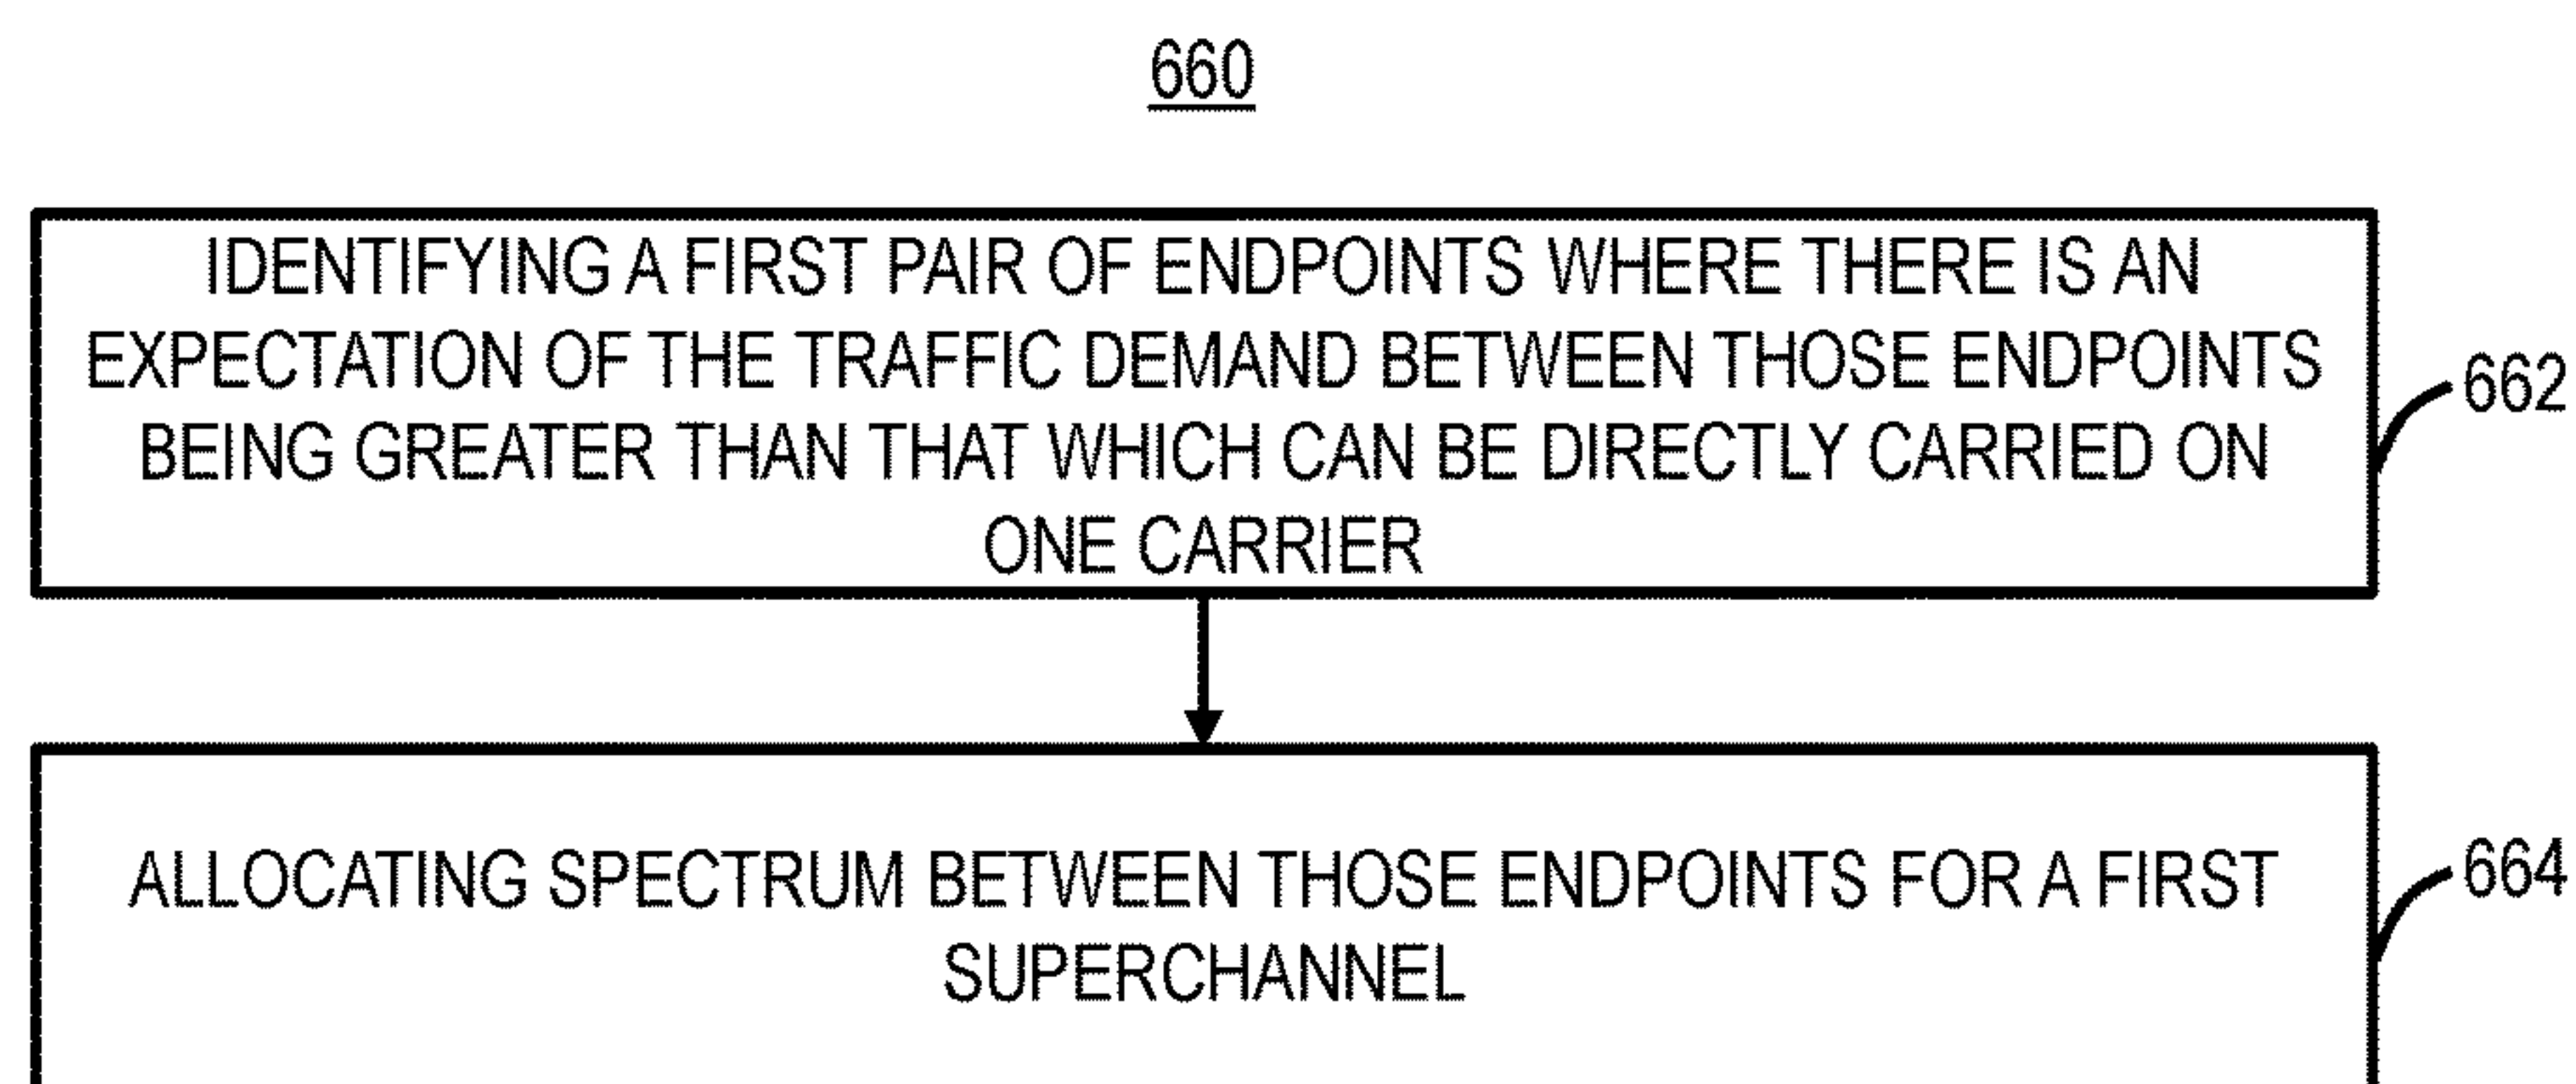 660
IDENTIFYING A FIRST PAIR OF ENDPOINTS WHERE THERE IS AN
EXPECTATION OF THE TRAFFIC DEMAND BETWEEN THOSE ENDPOINTS
BEING GREATER THAN THAT WHICH CAN BE DIRECTLY CARRIED ON
ONE CARRIER
662
ALLOCATING SPECTRUM BETWEEN THOSE ENDPOINTS FOR A FIRST
SUPERCHANNEL
664